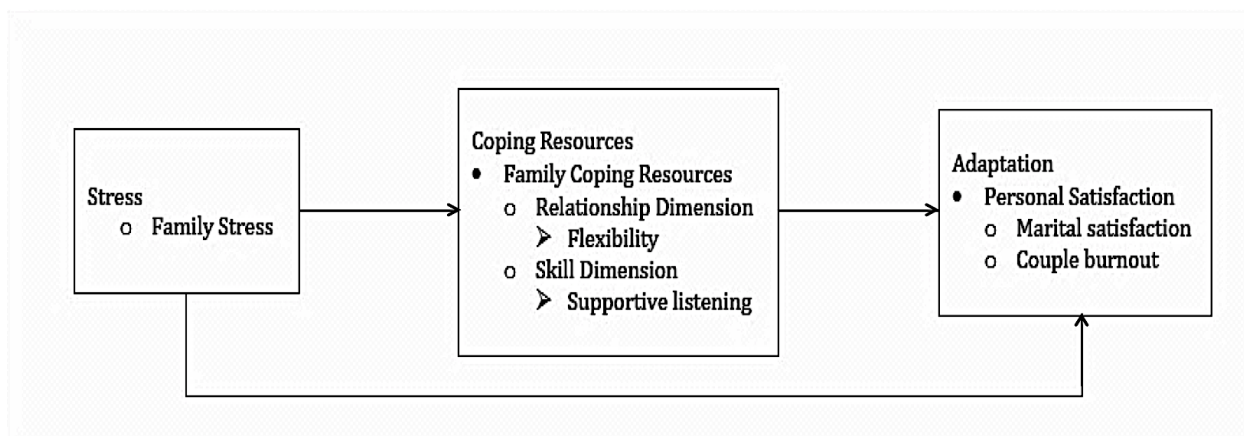 Stress
o Family Stress
Coping Resources
• Family Coping Resources
o Relationship Dimension
➢ Flexibility
o Skill Dimension
➢ Supportive listening
Adaptation
• Personal Satisfaction
o Marital satisfaction
o Couple burnout